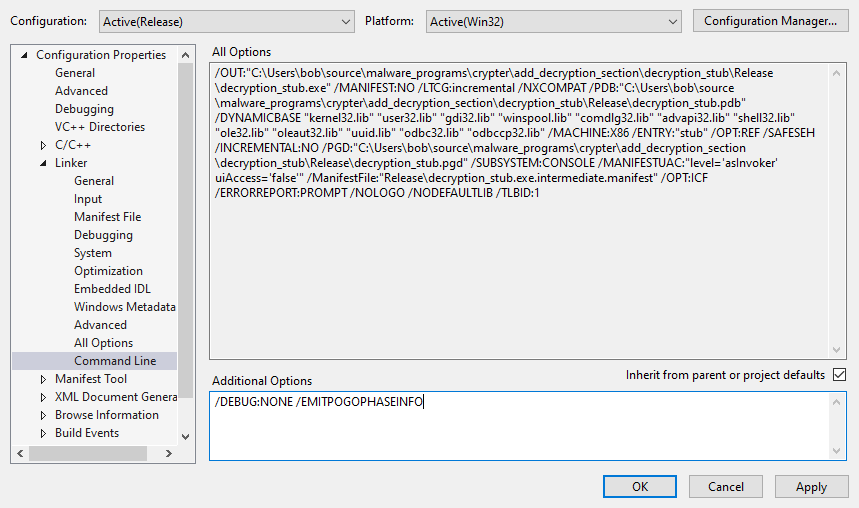 Configuration: Active(Release) Platform: Active(Win32) Configuration Manager...
Configuration Properties
General
Advanced
Debugging
VC++ Directories
C/C++
Linker
General
Input
Manifest File
Debugging
System
Optimization
Embedded IDL
Windows Metadata
Advanced
All Options
Command Line
Manifest Tool
XML Document Genera
Browse Information
Build Events
All Options
/OUT:"C:\Users\bob\source\malware_programs\crypter\add_decryption_section\decryption_stub\Release
\decryption_stub.exe" /MANIFEST:NO /LTCG:incremental /NXCOMPAT /PDB:"C:\Users\bob\source
\malware_programs\crypter\add_decryption_section\decryption_stub\Release\decryption_stub.pdb"
/DYNAMICBASE "kernel32.lib" "user32.lib" "gdi32.lib" "winspool.lib" "comdlg32.lib" "advapi32.lib" "shell32.lib"
"ole32.lib" "oleaut32.lib" "uuid.lib" "odbc32.lib" "odbccp32.lib" /MACHINE:X86 /ENTRY:"stub" /OPT:REF /SAFESEH
/INCREMENTAL:NO /PGD:"C:\Users\bob\source\malware_programs\crypter\add_decryption_section
\decryption_stub\Release\decryption_stub.pgd" /SUBSYSTEM:CONSOLE /MANIFESTUAC:"level='asInvoker'
uiAccess='false'" /ManifestFile:"Release\decryption_stub.exe.intermediate.manifest" /OPT:ICF
/ERRORREPORT:PROMPT /NOLOGO /NODEFAULTLIB /TLBID:1
Inherit from parent or project defaults
Additional Options
/DEBUG:NONE /EMITPOGOPHASEINFO
OK Cancel Apply